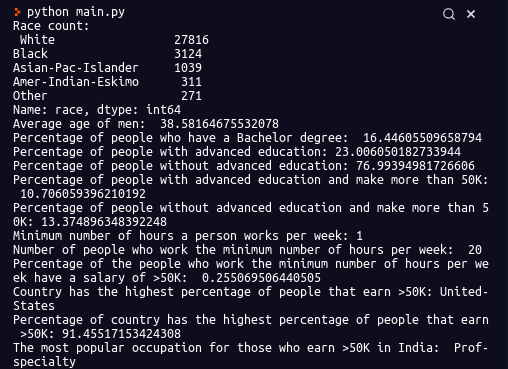 python main.py
Race count:
 White                27816
Black                 3124
Asian-Pac-Islander    1039
Amer-Indian-Eskimo     311
Other                  271
Name: race, dtype: int64
Average age of men:  38.58164675532078
Percentage of people who have a Bachelor degree:  16.44605509658794
Percentage of people with advanced education: 23.006050182733944
Percentage of people without advanced education: 76.99394981726606
Percentage of people with advanced education and make more than 50K:
 10.706059396210192
Percentage of people without advanced education and make more than 5
0K: 13.374896348392248
Minimum number of hours a person works per week: 1
Number of people who work the minimum number of hours per week:  20
Percentage of the people who work the minimum number of hours per we
ek have a salary of >50K:  0.255069506440505
Country has the highest percentage of people that earn >50K: United-
States
Percentage of country has the highest percentage of people that earn
 >50K: 91.45517153424308
The most popular occupation for those who earn >50K in India:  Prof-
specialty